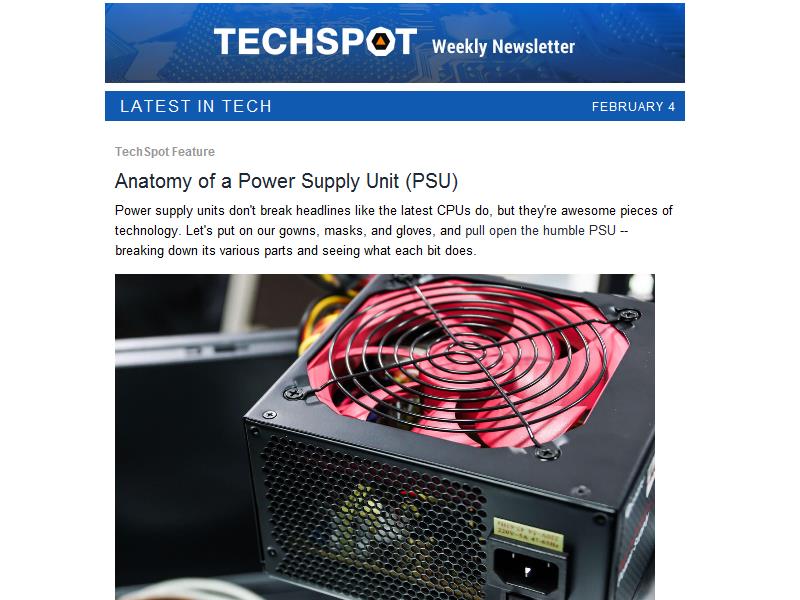 TECHSPOT Weekly Newsletter
LATEST IN TECH FEBRUARY 4
TechSpot Feature
Anatomy of a Power Supply Unit (PSU)
Power supply units don't break headlines like the latest CPUs do, but they're awesome pieces of
technology. Let's put on our gowns, masks, and gloves, and pull open the humble PSU --
breaking down its various parts and seeing what each bit does.